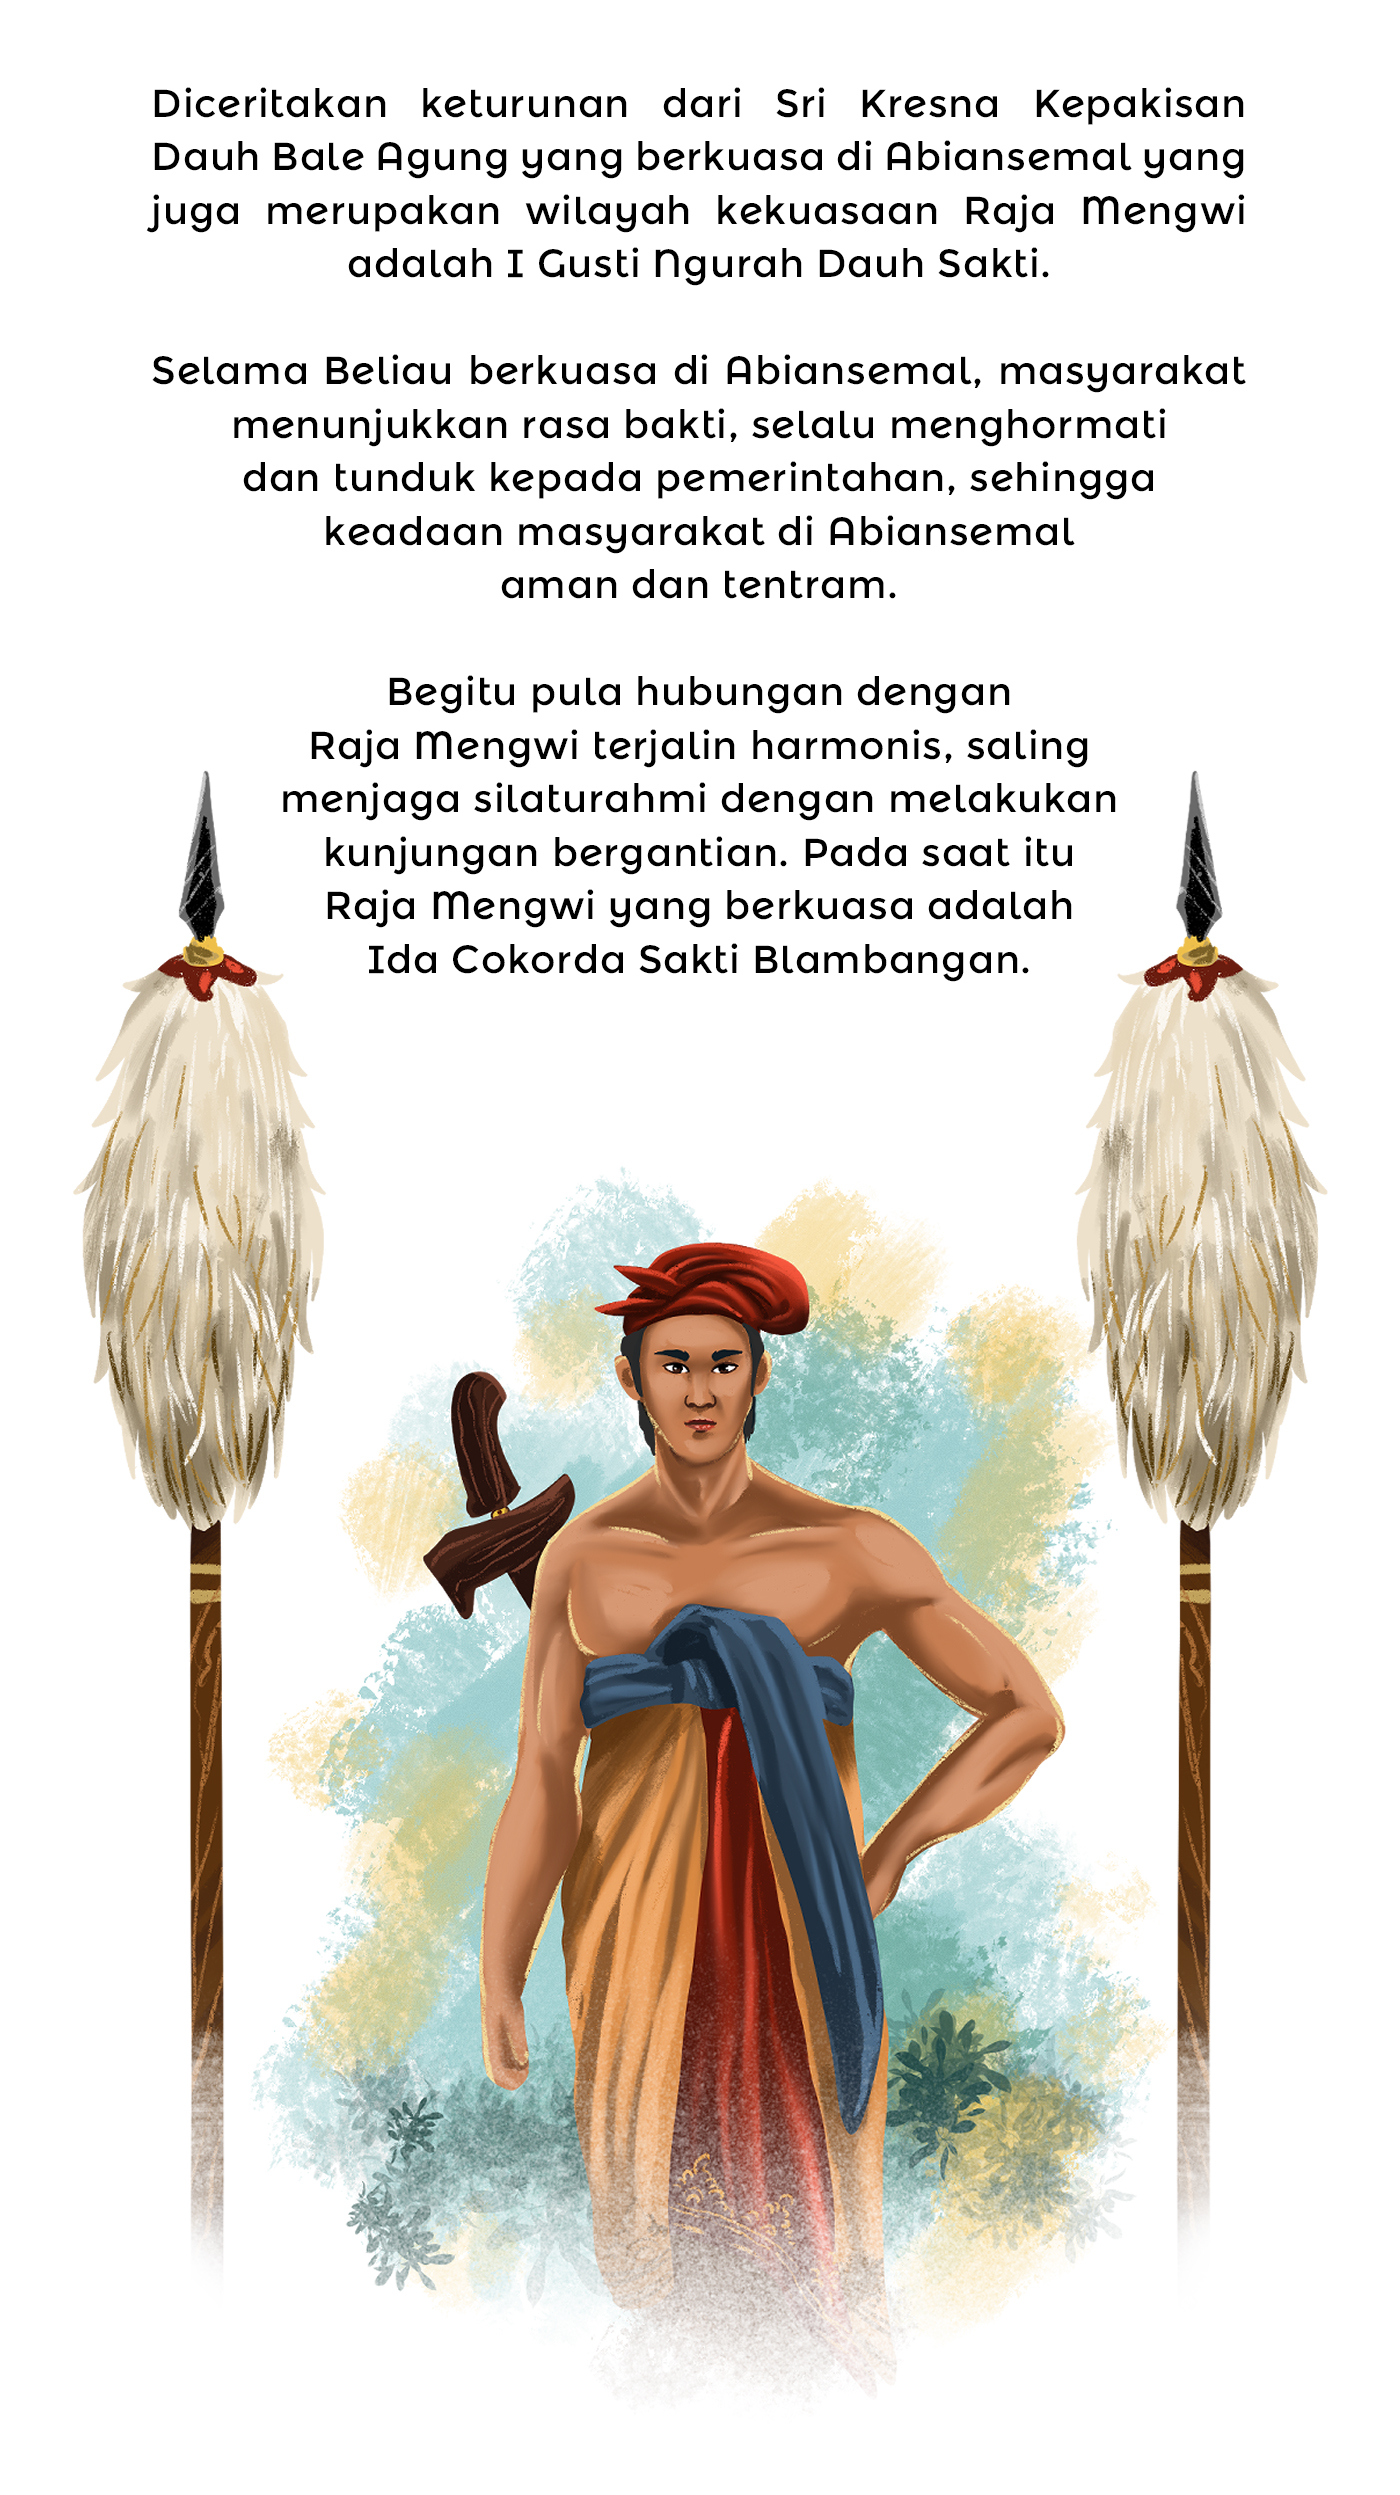 Diceritakan keturunan dari Sri Kresna Kepakisan
Dauh Bale Agung yang berkuasa di Abiansemal yang
juga merupakan wilayah kekuasaan Raja Mengwi
adalah I Gusti Ngurah Dauh Sakti.
Selama Beliau berkuasa di Abiansemal, masyarakat
menunjukkan rasa bakti, selalu menghormati
dan tunduk kepada pemerintahan, sehingga
keadaan masyarakat di Abiansemal
aman dan tentram.
Begitu pula hubungan dengan
Raja Mengwi terjalin harmonis, saling
menjaga silaturahmi dengan melakukan
kunjungan bergantian. Pada saat itu
Raja Mengwi yang berkuasa adalah
Ida Cokorda Sakti Blambangan.